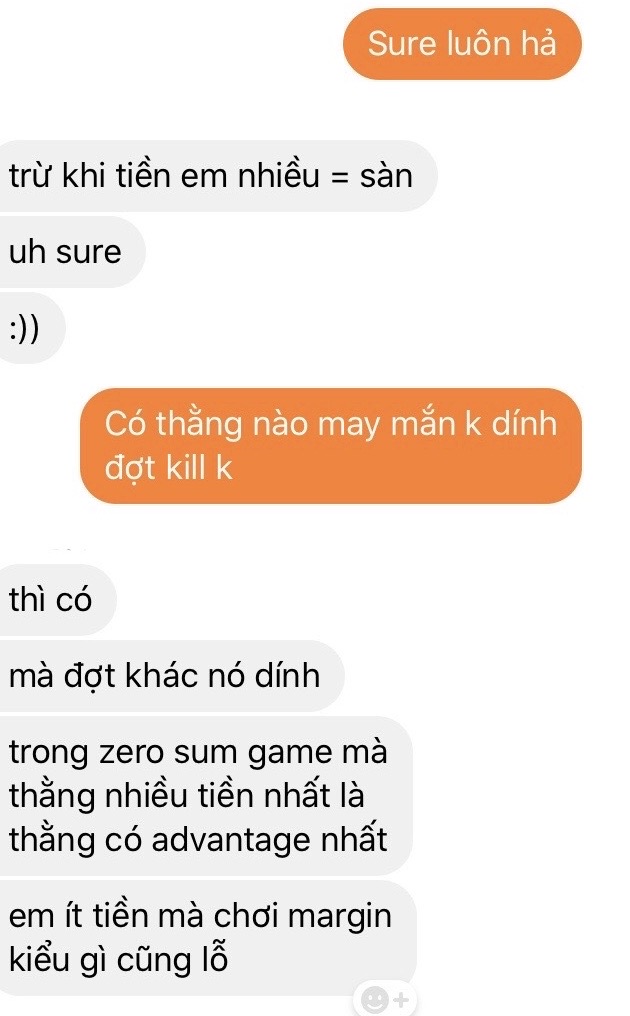 Sure luôn hả
trừ khi tiền em nhiều = sàn
uh sure
:))
Có thằng nào may mắn k dính
đợt kill k
thì có
mà đợt khác nó dính
trong zero sum game mà
thằng nhiều tiền nhất là
thằng có advantage nhất
em ít tiền mà chơi margin
kiểu gì cũng lỗ